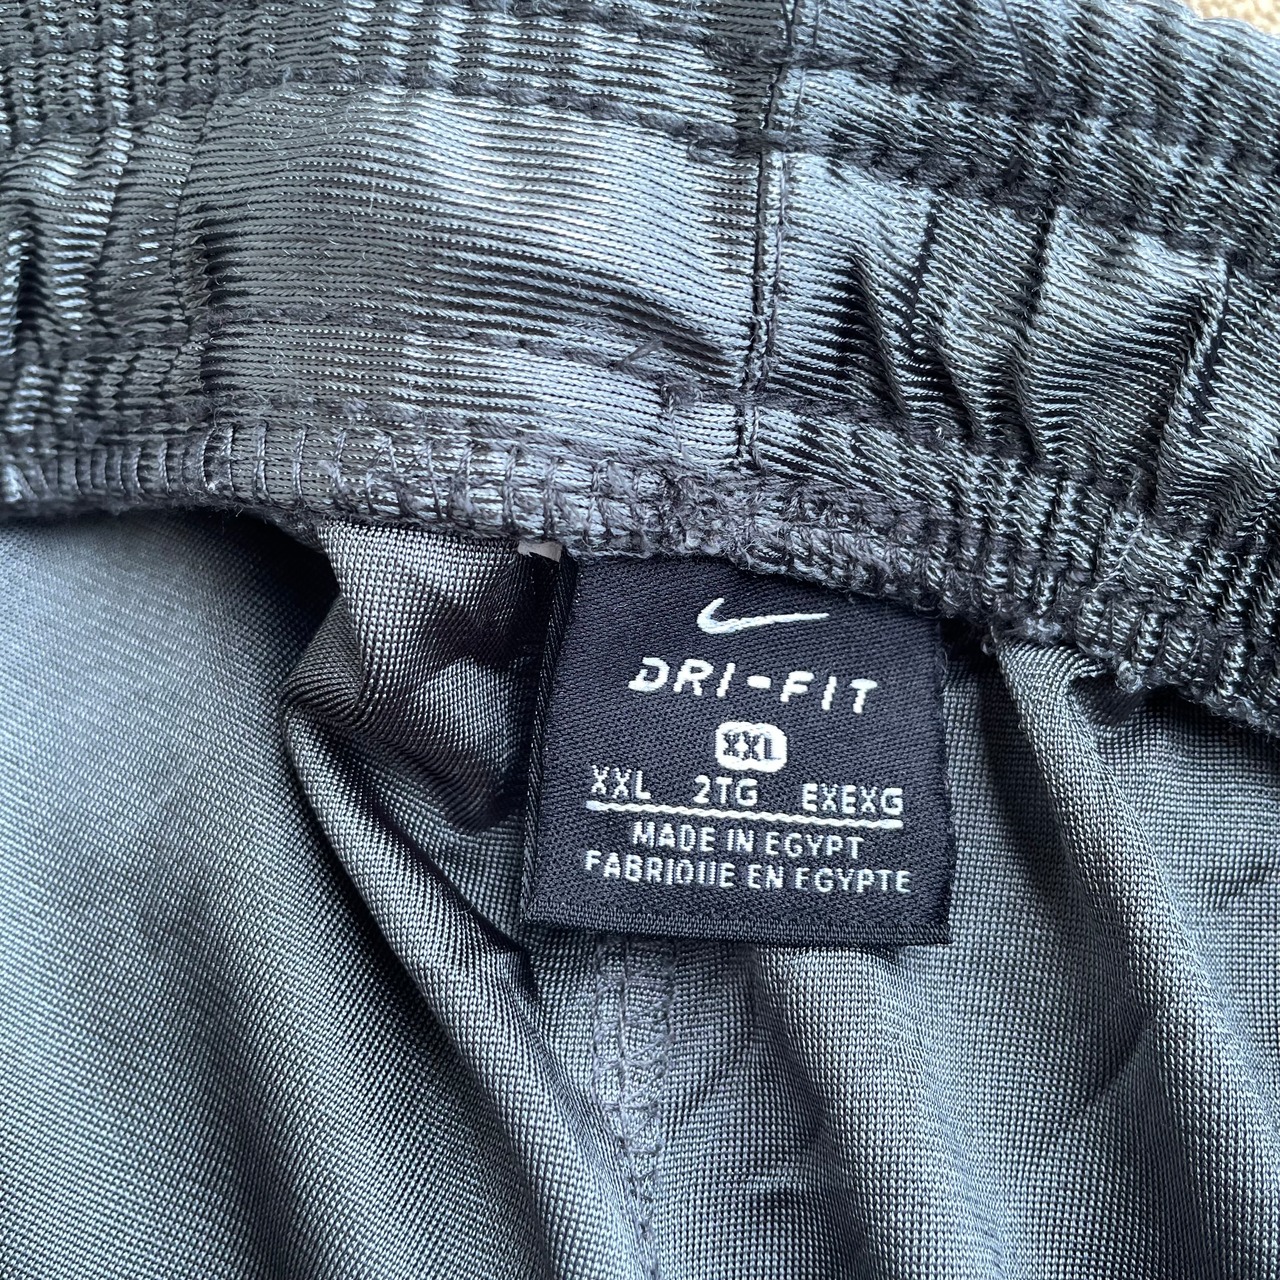 DRI-FIT
XXL
XXL 2TG EXEXG
MADE IN EGYPT
FABRIQUE EN EGYPTE